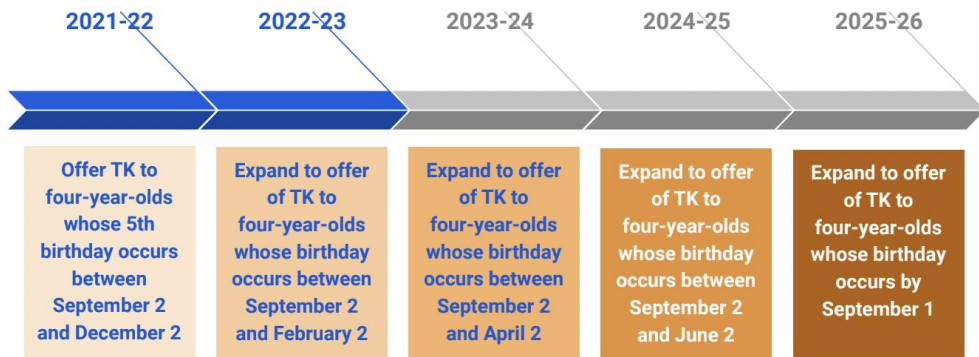 2021-22
2022-23
2023-24
2024-25
2025-26
Offer TK to
four-year-olds
whose 5th
birthday occurs
between
September 2
and December 2
Expand to offer
of TK to
four-year-olds
whose birthday
occurs between
September 2
and February 2
Expand to offer
of TK to
four-year-olds
whose birthday
occurs between
September 2
and April 2
Expand to offer
of TK to
four-year-olds
whose birthday
occurs between
September 2
and June 2
Expand to offer
of TK to
four-year-olds
whose birthday
occurs by
September 1